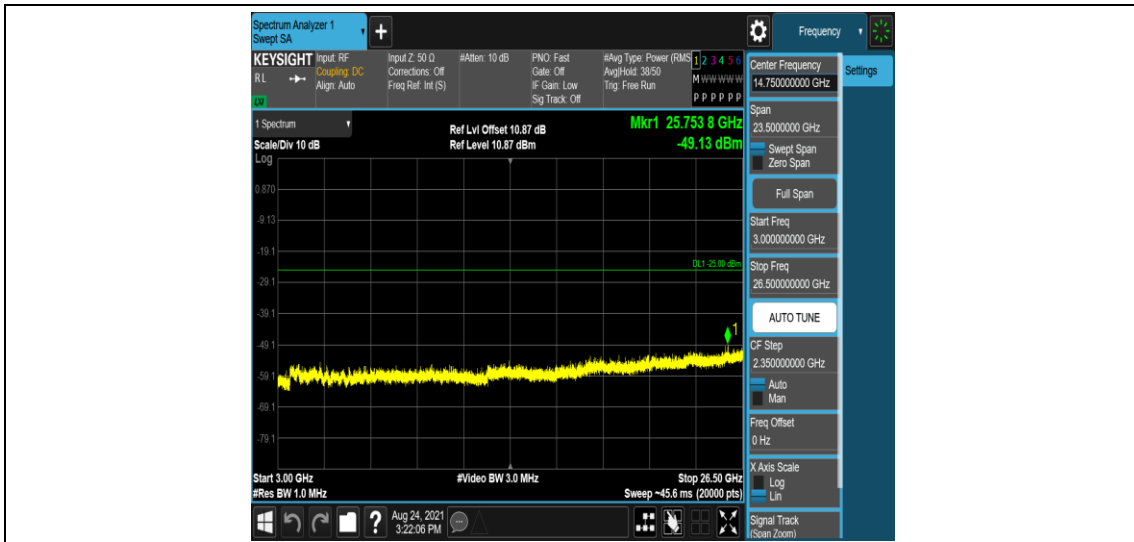 Spectrum Analyzer 1
Swept SA
+
Frequency
KEYSIGHT
RL
LXI
Input: RF
Coupling: DC
Align: Auto
Input Z: 50 Ω
Corrections: Off
Freq Ref: Int (S)
#Atten: 10 dB
PNO: Fast
Gate: Off
IF Gain: Low
Sig Track: Off
#Avg Type: Power (RMS
Avg|Hold: 38/50
Trig: Free Run
1 2 3 4 5 6
M W W W W W
P P P P P P
Center Frequency
14.750000000 GHz
Settings
1 Spectrum
Scale/Div 10 dB
Ref Lvl Offset 10.87 dB
Ref Level 10.87 dBm
Mkr1 25.753 8 GHz
-49.13 dBm
Log
0.870
-9.13
-19.1
-29.1
-39.1
-49.1
-59.1
-69.1
-79.1
DL1 -25.00 dBm
1
Span
23.5000000 GHz
Swept Span
Zero Span
Full Span
Start Freq
3.000000000 GHz
Stop Freq
26.500000000 GHz
AUTO TUNE
CF Step
2.350000000 GHz
Auto
Man
Freq Offset
0 Hz
X Axis Scale
Log
Lin
Signal Track
(Span Zoom)
Start 3.00 GHz
#Video BW 3.0 MHz
Stop 26.50 GHz
#Res BW 1.0 MHz
Sweep ~45.6 ms (20000 pts)
?
Aug 24, 2021
3:22:06 PM